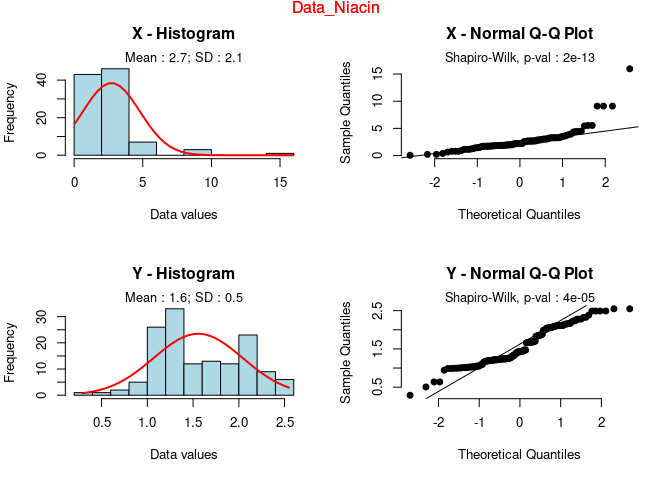 Data_Niacin
X - Histogram
Mean : 2.7; SD : 2.1
Frequency
0
20
40
0
5
10
15
Data values
X - Normal Q-Q Plot
Shapiro-Wilk, p-val : 2e-13
Sample Quantiles
0
5
15
-2
-1
0
1
2
Theoretical Quantiles
Y - Histogram
Mean : 1.6; SD : 0.5
Frequency
0
10
20
30
0.5
1.0
1.5
2.0
2.5
Data values
Y - Normal Q-Q Plot
Shapiro-Wilk, p-val : 4e-05
Sample Quantiles
0.5
1.5
2.5
-2
-1
0
1
2
Theoretical Quantiles